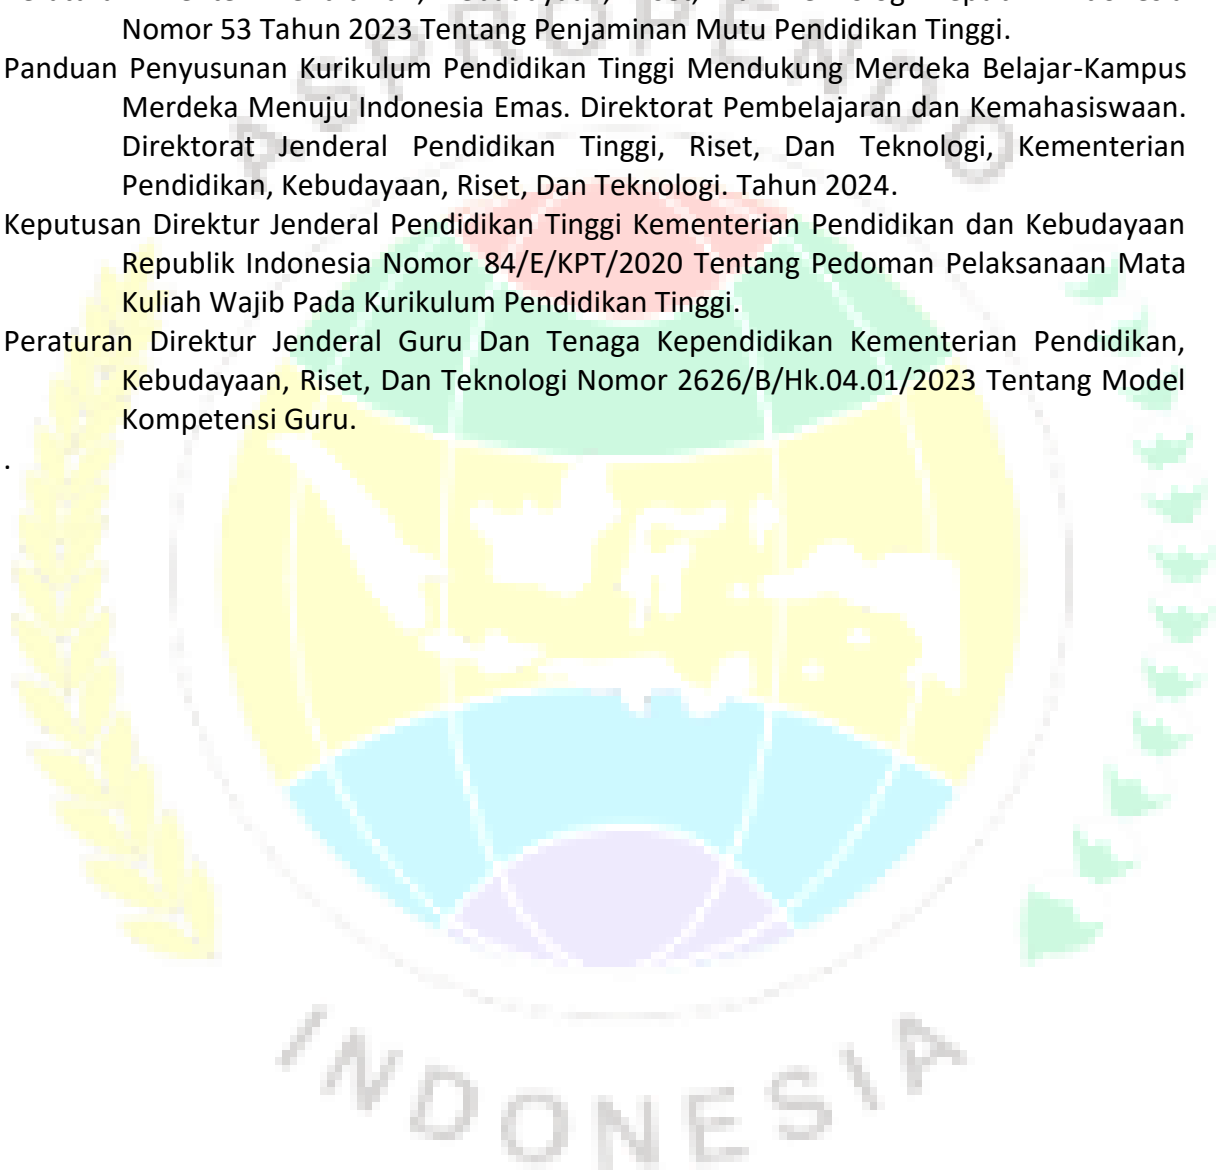 ASPROPENDO
Nomor 53 Tahun 2023 Tentang Penjaminan Mutu Pendidikan Tinggi.
Panduan Penyusunan Kurikulum Pendidikan Tinggi Mendukung Merdeka Belajar-Kampus
Merdeka Menuju Indonesia Emas. Direktorat Pembelajaran dan Kemahasiswaan.
Direktorat Jenderal Pendidikan Tinggi, Riset, Dan Teknologi, Kementerian
Pendidikan, Kebudayaan, Riset, Dan Teknologi. Tahun 2024.
Keputusan Direktur Jenderal Pendidikan Tinggi Kementerian Pendidikan dan Kebudayaan
Republik Indonesia Nomor 84/E/KPT/2020 Tentang Pedoman Pelaksanaan Mata
Kuliah Wajib Pada Kurikulum Pendidikan Tinggi.
Peraturan Direktur Jenderal Guru Dan Tenaga Kependidikan Kementerian Pendidikan,
Kebudayaan, Riset, Dan Teknologi Nomor 2626/B/Hk.04.01/2023 Tentang Model
Kompetensi Guru.
.
INDONESIA